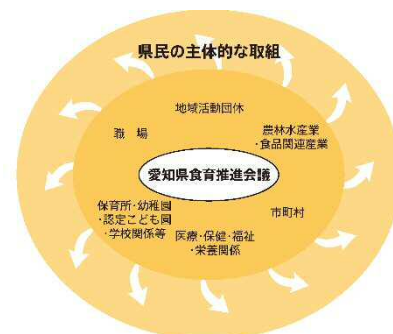 県民の主体的な取組
地域活動団体
職　場
農林水産業
・食品関連産業
愛知県食育推進会議
保育所・幼稚園
・認定こども園
・学校関係等
医療・保健・福祉
・栄養関係
市町村